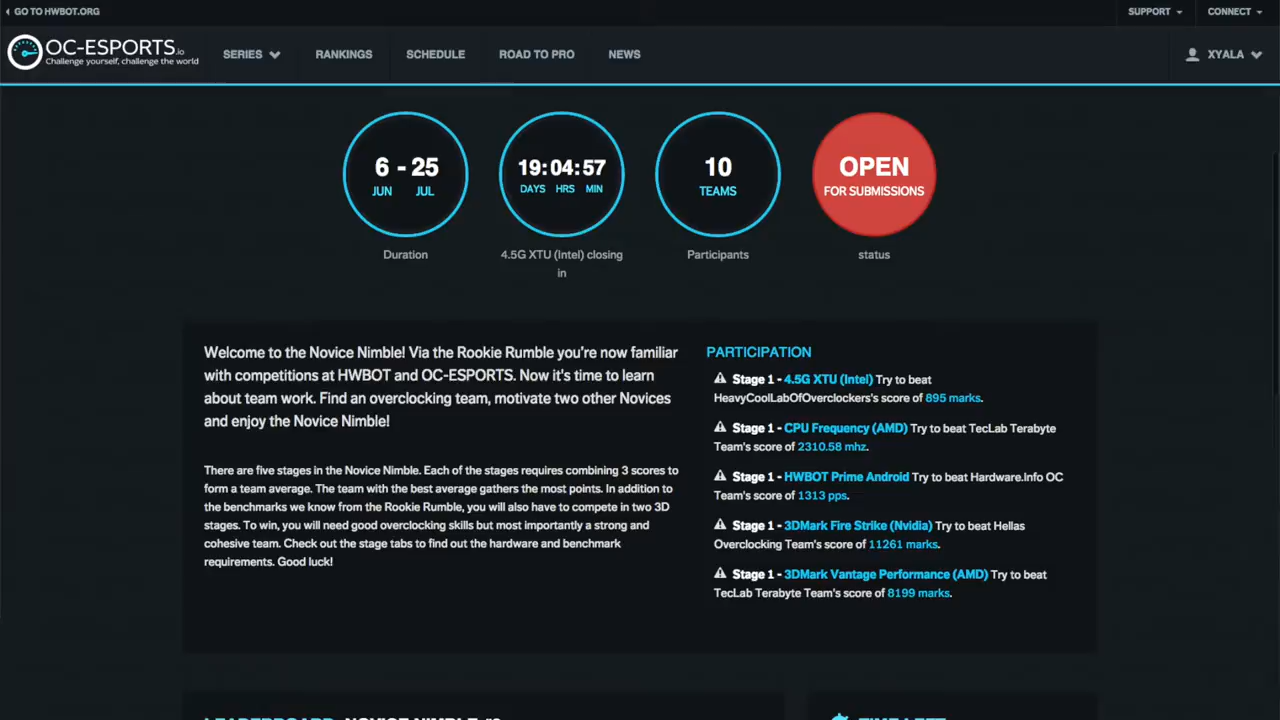 GO TO HWBOT.ORG
SUPPORT
CONNECT
OC-ESPORTS.io
Challenge yourself, challenge the world
SERIES
RANKINGS
SCHEDULE
ROAD TO PRO
NEWS
XYALA
6 - 25
JUN JUL
Duration
19:04:57
DAYS HRS MIN
4.5G XTU (Intel) closing
in
10
TEAMS
Participants
OPEN
FOR SUBMISSIONS
status
Welcome to the Novice Nimble! Via the Rookie Rumble you're now familiar
with competitions at HWBOT and OC-ESPORTS. Now it's time to learn
about team work. Find an overclocking team, motivate two other Novices
and enjoy the Novice Nimble!
There are five stages in the Novice Nimble. Each of the stages requires combining 3 scores to
form a team average. The team with the best average gathers the most points. In addition to
the benchmarks we know from the Rookie Rumble, you will also have to compete in two 3D
stages. To win, you will need good overclocking skills but most importantly a strong and
cohesive team. Check out the stage tabs to find out the hardware and benchmark
requirements. Good luck!
PARTICIPATION
Stage 1 - 4.5G XTU (Intel) Try to beat
HeavyCoolLabOfOverclockers's score of 895 marks.
Stage 1 - CPU Frequency (AMD) Try to beat TecLab Terabyte
Team's score of 2310.58 mhz.
Stage 1 - HWBOT Prime Android Try to beat Hardware.Info OC
Team's score of 1313 pps.
Stage 1 - 3DMark Fire Strike (Nvidia) Try to beat Hellas
Overclocking Team's score of 11261 marks.
Stage 1 - 3DMark Vantage Performance (AMD) Try to beat
TecLab Terabyte Team's score of 8199 marks.
LEADERBOARD NOVICE NIMBLE
TIME LEFT